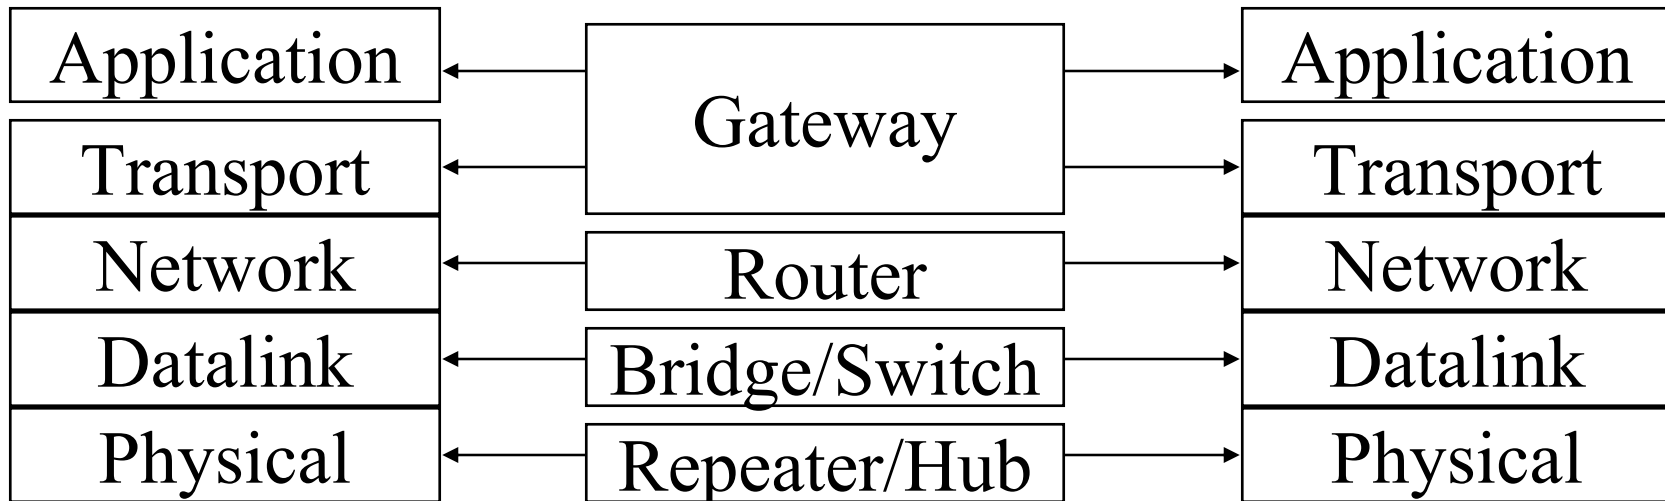 Application
Gateway
Application
Transport
Transport
Network
Router
Network
Datalink
Bridge/Switch
Datalink
Physical
Repeater/Hub
Physical